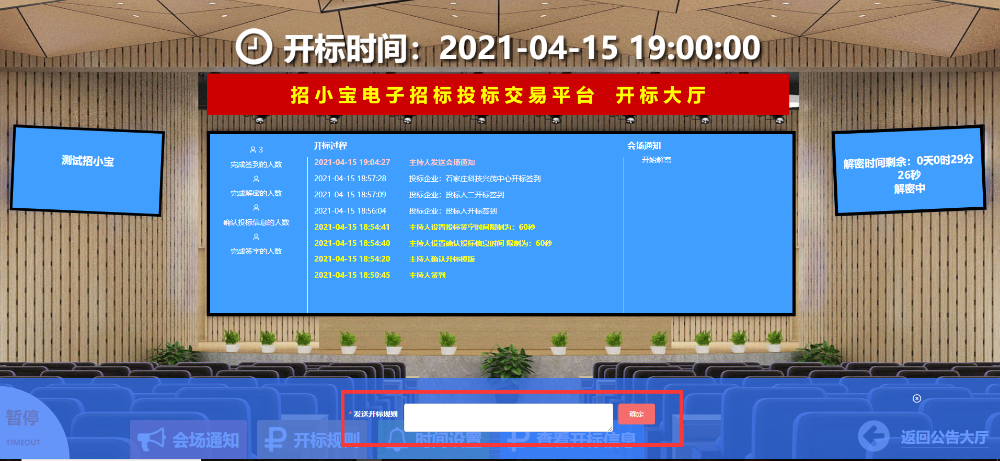 开标时间：2021-04-15 19:00:00
招小宝电子招标投标交易平台 开标大厅
测试招小宝
3
完成签到的人数
完成解密的人数
确认投标信息的人数
完成签字的人数
开标过程
2021-04-15 19:04:27 主持人发送会场通知
2021-04-15 18:57:28 投标企业：石家庄科技兴茂中心开标签到
2021-04-15 18:57:09 投标企业：投标人二开标签到
2021-04-15 18:56:04 投标企业：投标人开标签到
2021-04-15 18:54:41 主持人设置投标签字时间限制为：60秒
2021-04-15 18:54:40 主持人设置确认投标信息时间 限制为：60秒
2021-04-15 18:54:20 主持人确认开标模版
2021-04-15 18:50:45 主持人签到
会场通知
开始解密
解密时间剩余：0天0时29分
26秒
解密中
* 发送开标规则 确定
暂停
TIMEOUT
会场通知
开标规则
时间设置
查看开标信息
返回公告大厅